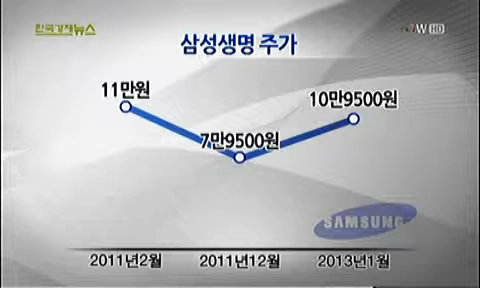 한국경제뉴스
WOW HD
삼성생명 주가
11만원
7만9500원
10만9500원
SAMSUNG
2011년2월
2011년12월
2013년1월